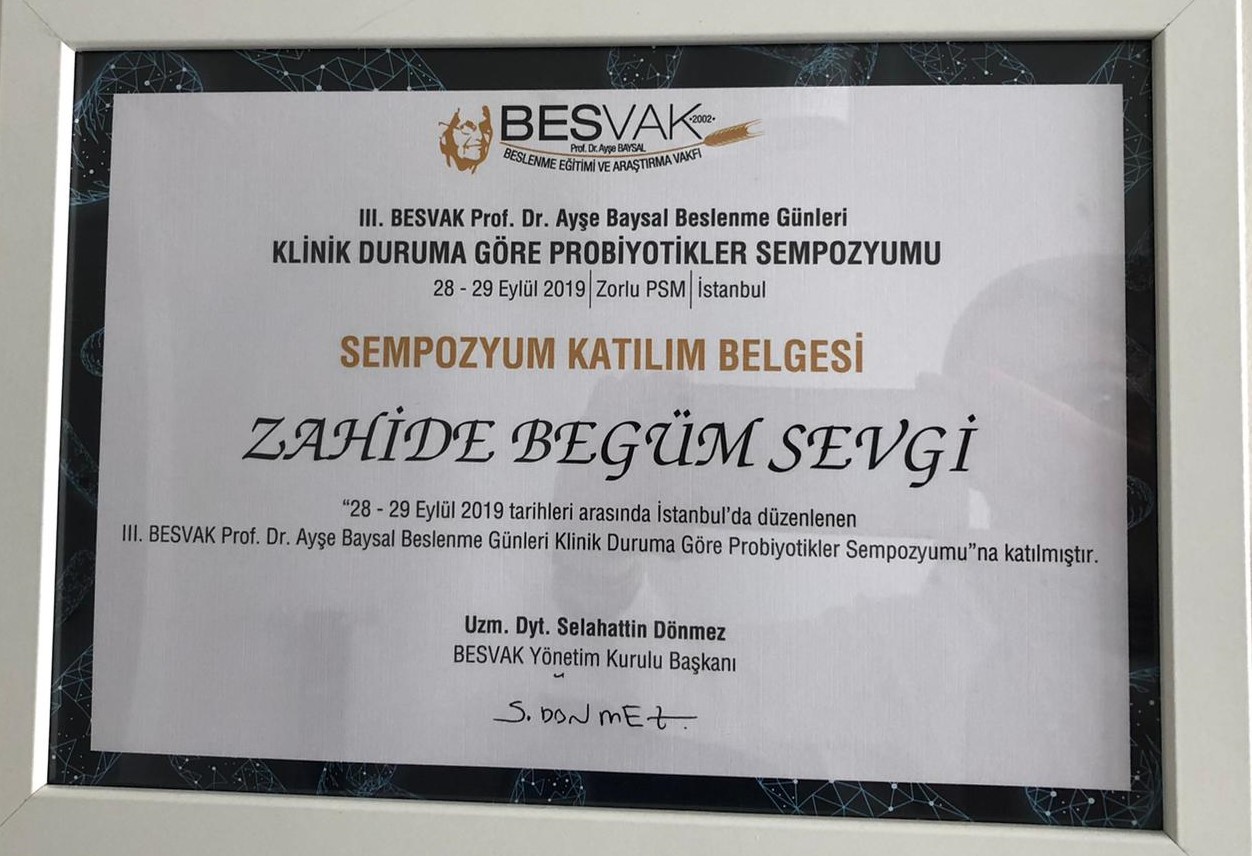 BESVAK •2002•
Prof. Dr. Ayşe BAYSAL
BESLENME EĞİTİMİ VE ARAŞTIRMA VAKFI
III. BESVAK Prof. Dr. Ayşe Baysal Beslenme Günleri
KLİNİK DURUMA GÖRE PROBİYOTİKLER SEMPOZYUMU
28 - 29 Eylül 2019|Zorlu PSM|İstanbul
SEMPOZYUM KATILIM BELGESİ
ZAHİDE BEGÜM SEVGİ
“28 - 29 Eylül 2019 tarihleri arasında İstanbul’da düzenlenen
III. BESVAK Prof. Dr. Ayşe Baysal Beslenme Günleri Klinik Duruma Göre Probiyotikler Sempozyumu”na katılmıştır.
Uzm. Dyt. Selahattin Dönmez
BESVAK Yönetim Kurulu Başkanı
S. DÖNMEZ